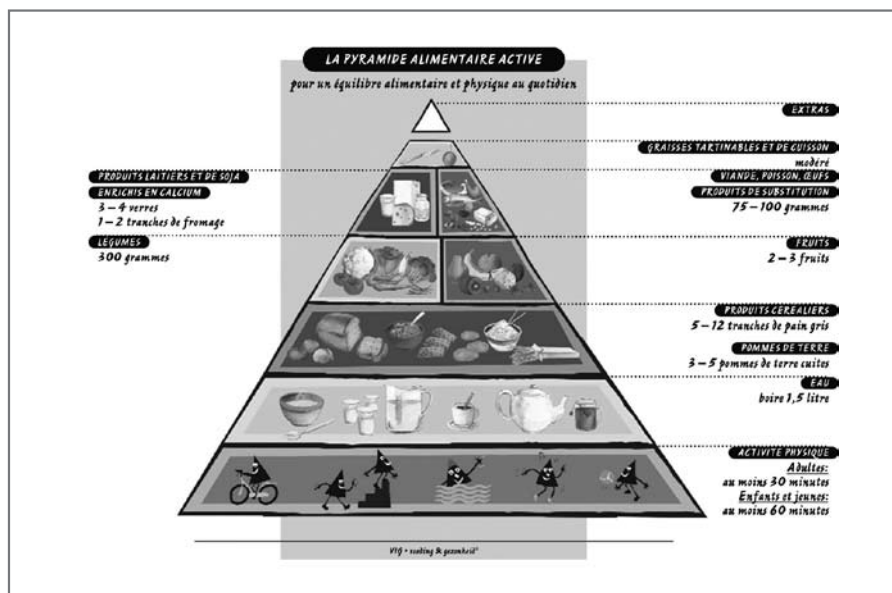 LA PYRAMIDE ALIMENTAIRE ACTIVE
pour un équilibre alimentaire et physique au quotidien
EXTRAS
GRAISSES TARTINABLES ET DE CUISSON
modéré
PRODUITS LAITIERS ET DE SOJA
ENRICHIS EN CALCIUM
3 – 4 verres
1 – 2 tranches de fromage
VIANDE, POISSON, ŒUFS
PRODUITS DE SUBSTITUTION
75 – 100 grammes
LÉGUMES
300 grammes
FRUITS
2 – 3 fruits
PRODUITS CÉRÉALIERS
5 – 12 tranches de pain gris
POMMES DE TERRE
3 – 5 pommes de terre cuites
EAU
boire 1,5 litre
ACTIVITÉ PHYSIQUE
Adultes:
au moins 30 minutes
Enfants et jeunes:
au moins 60 minutes
VIG • voeding & gezondheid